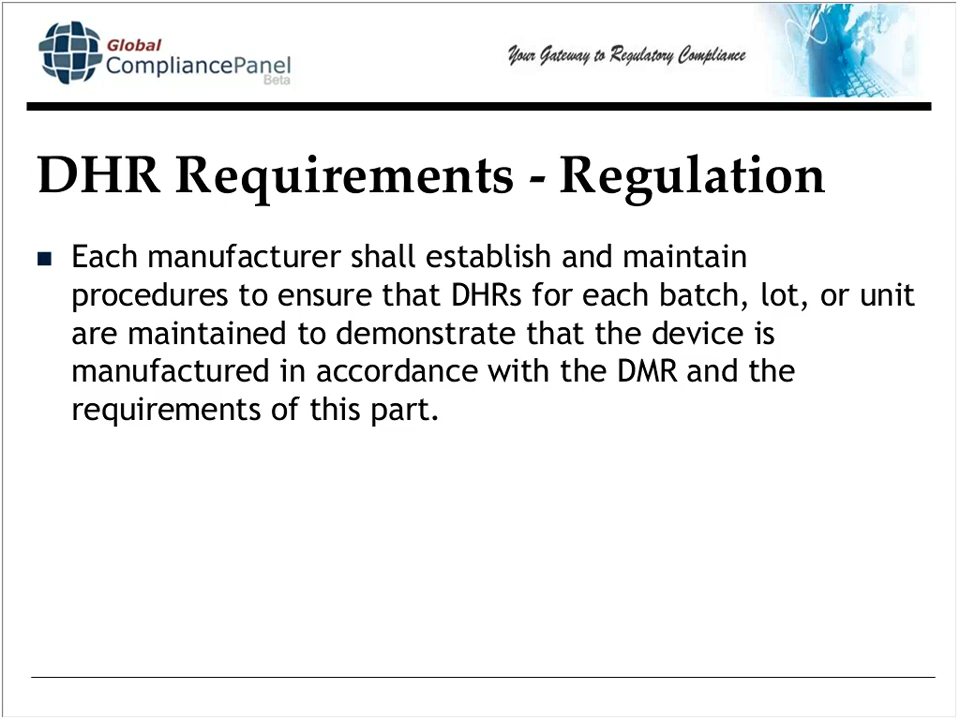 Global
CompliancePanel
Beta
Your Gateway to Regulatory Compliance
DHR Requirements - Regulation
Each manufacturer shall establish and maintain
procedures to ensure that DHRs for each batch, lot, or unit
are maintained to demonstrate that the device is
manufactured in accordance with the DMR and the
requirements of this part.